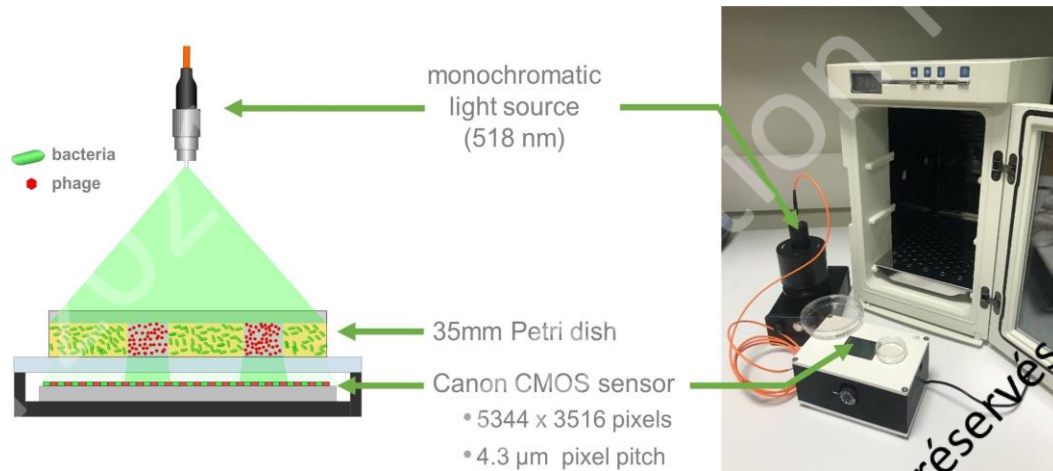 monochromatic
light source
(518 nm)
bacteria
phage
35mm Petri dish
Canon CMOS sensor
• 5344 x 3516 pixels
• 4.3 µm pixel pitch
réservés